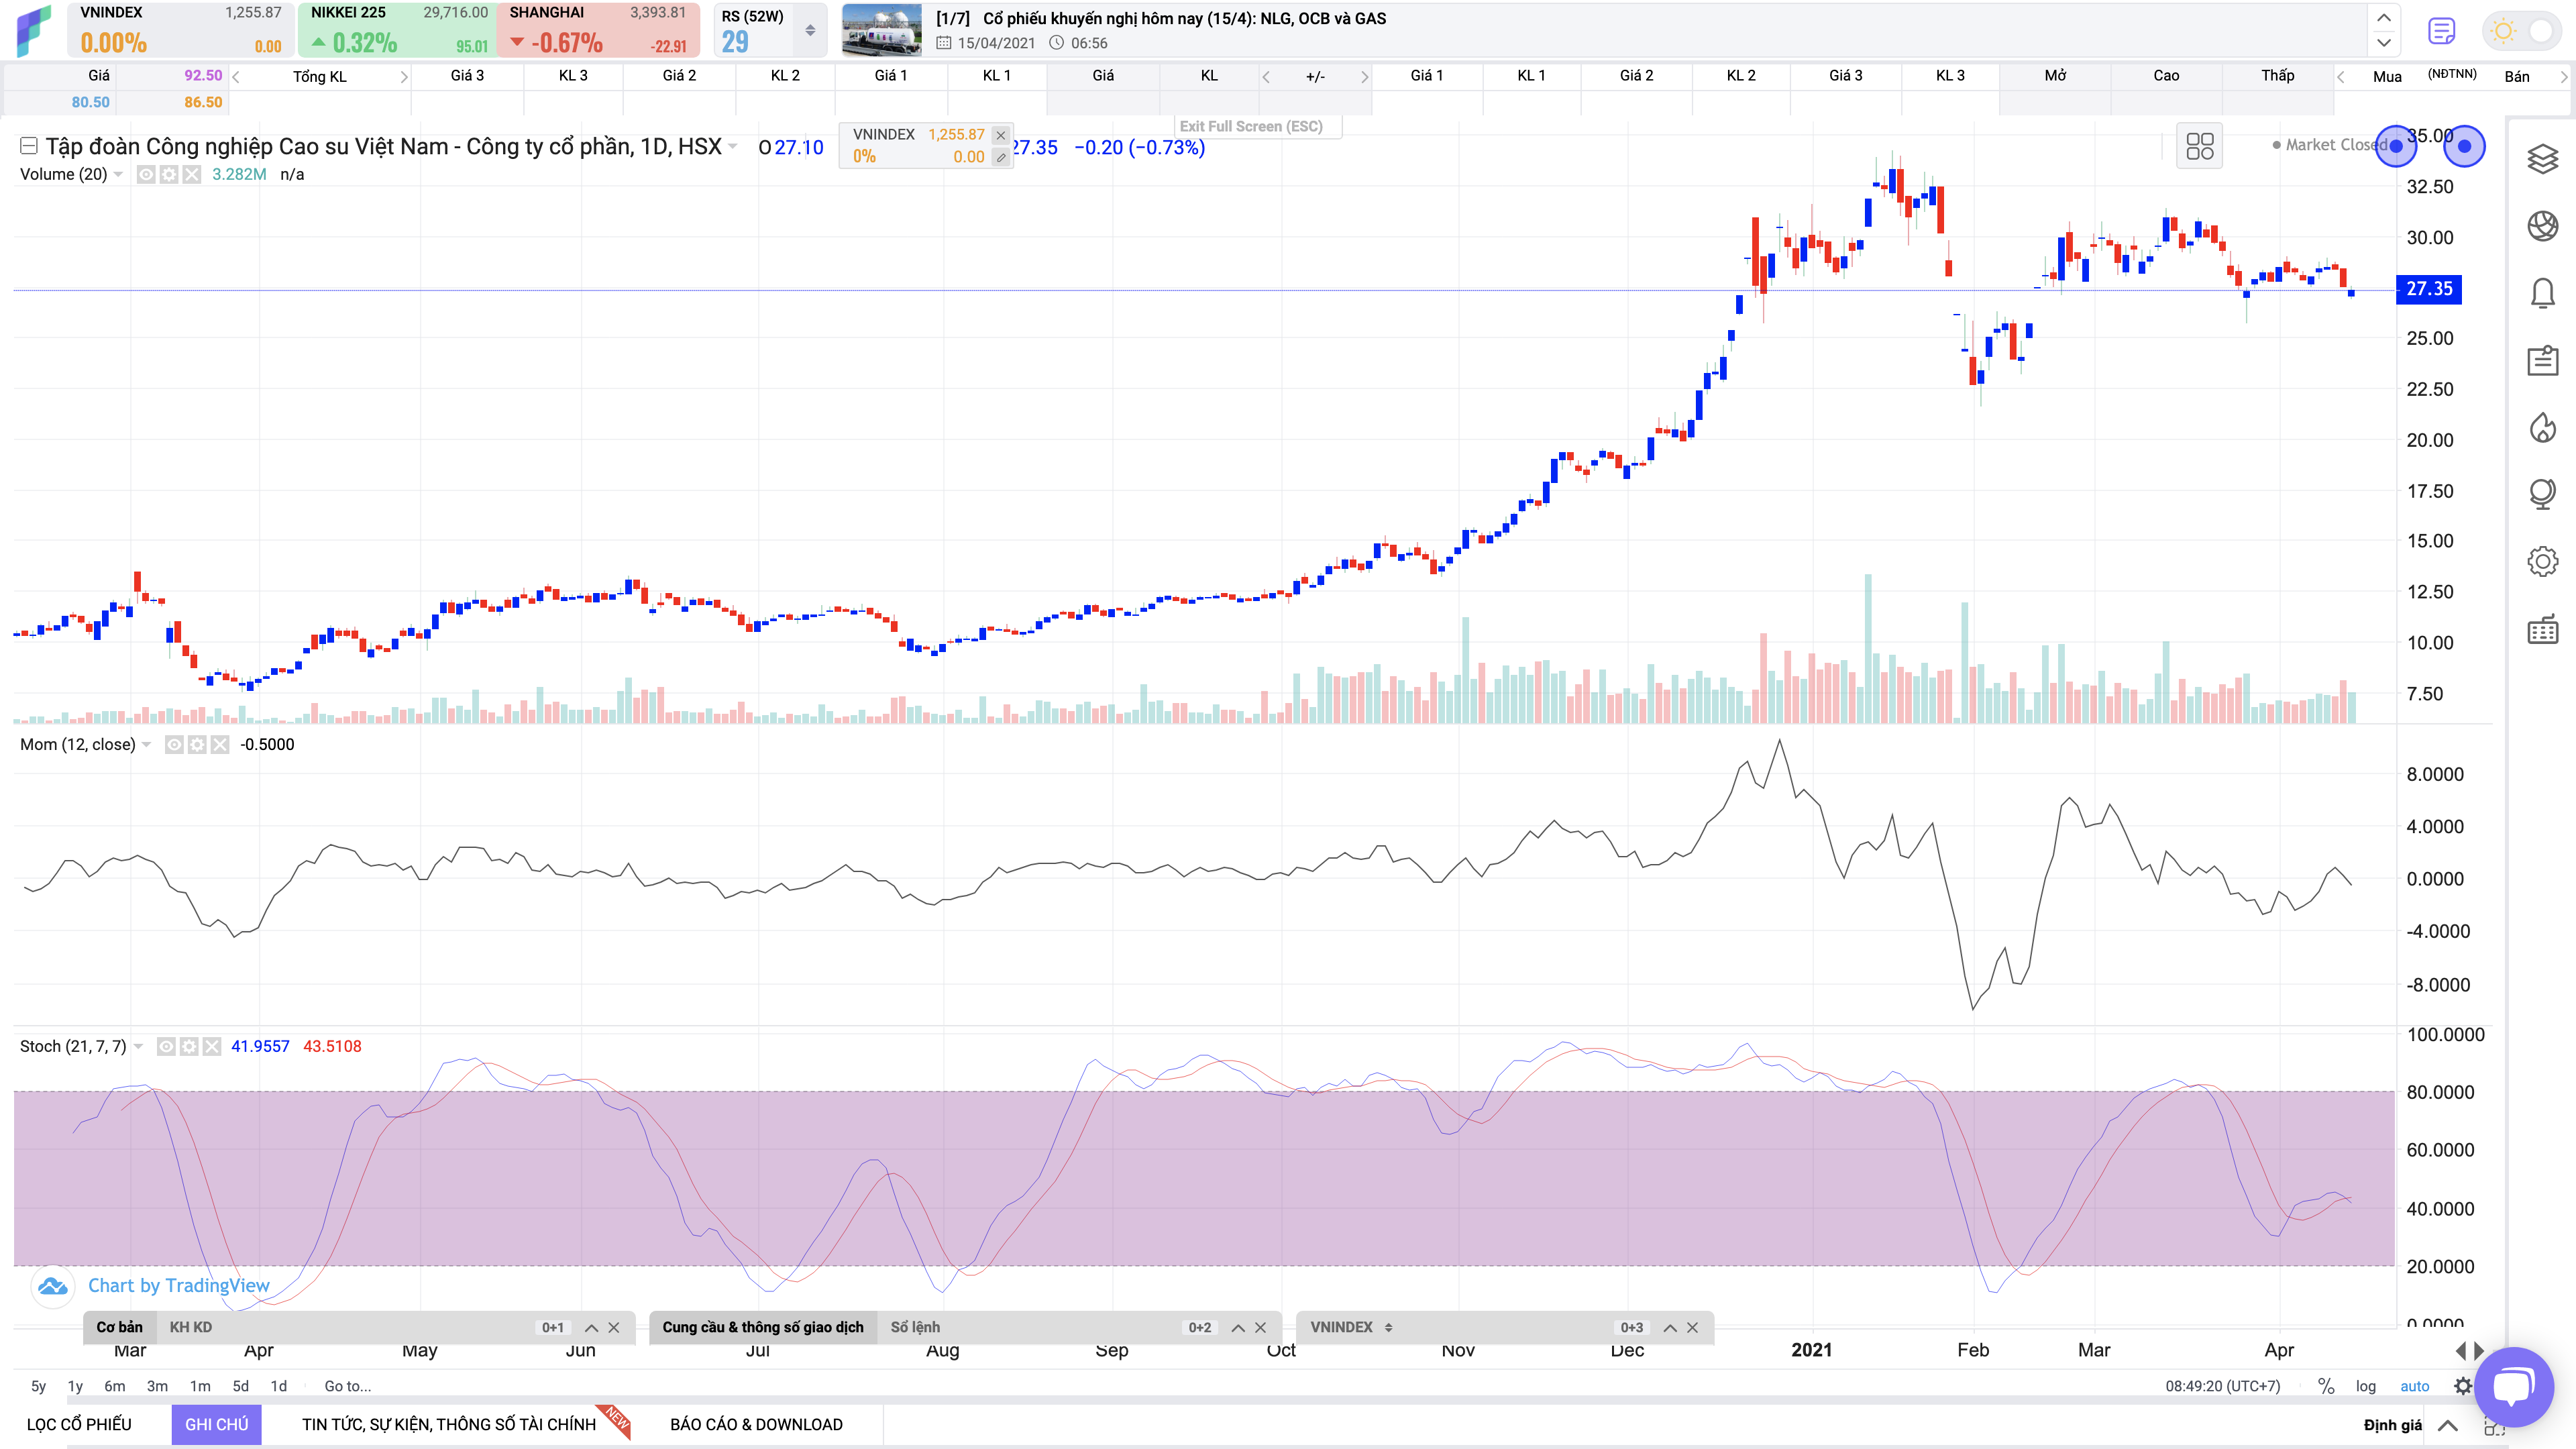 VNINDEX 1,255.87
0.00% 0.00
NIKKEI 225 29,716.00
0.32% 95.01
SHANGHAI 3,393.81
-0.67% -22.91
RS (52W)
29
[1/7] Cổ phiếu khuyến nghị hôm nay (15/4): NLG, OCB và GAS
15/04/2021 06:56
Giá 92.50 Tổng KL Giá 3 KL 3 Giá 2 KL 2 Giá 1 KL 1 Giá KL +/- Giá 1 KL 1 Giá 2 KL 2 Giá 3 KL 3 Mở Cao Thấp Mua (NĐTNN) Bán
80.50 86.50
Exit Full Screen (ESC)
Tập đoàn Công nghiệp Cao su Việt Nam - Công ty cổ phần, 1D, HSX O27.10 27.35 −0.20 (−0.73%)
VNINDEX 1,255.87
0% 0.00
Market Closed
Volume (20) 3.282M n/a
35.00
32.50
30.00
27.35
25.00
22.50
20.00
17.50
15.00
12.50
10.00
7.50
Mom (12, close) -0.5000
8.0000
4.0000
0.0000
-4.0000
-8.0000
Stoch (21, 7, 7) 41.9557 43.5108
100.0000
80.0000
60.0000
40.0000
20.0000
0.0000
Chart by TradingView
Cơ bản KH KD 0+1
Cung cầu & thông số giao dịch Sổ lệnh 0+2
VNINDEX 0+3
Mar Apr May Jun Jul Aug Sep Oct Nov Dec 2021 Feb Mar Apr
5y 1y 6m 3m 1m 5d 1d Go to... 08:49:20 (UTC+7) % log auto
LỌC CỔ PHIẾU GHI CHÚ TIN TỨC, SỰ KIỆN, THÔNG SỐ TÀI CHÍNH NEW BÁO CÁO & DOWNLOAD Định giá